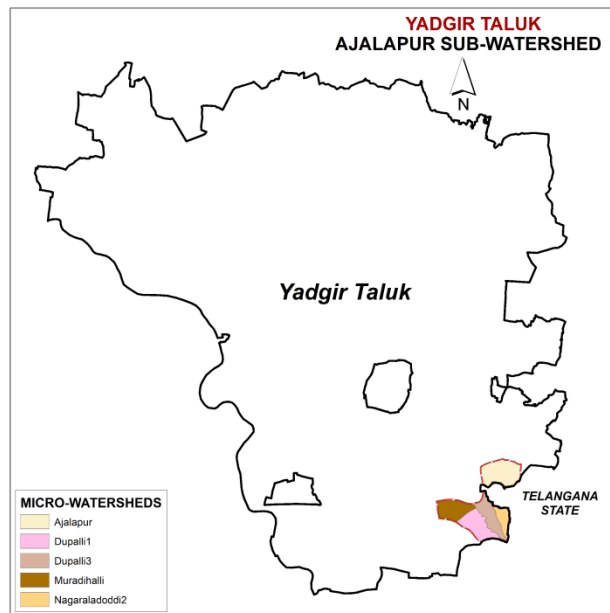 YADGIR TALUK
AJALAPUR SUB-WATERSHED
N
Yadgir Taluk
TELANGANA
STATE
MICRO-WATERSHEDS
Ajalapur
Dupalli1
Dupalli3
Muradihalli
Nagaraladoddi2